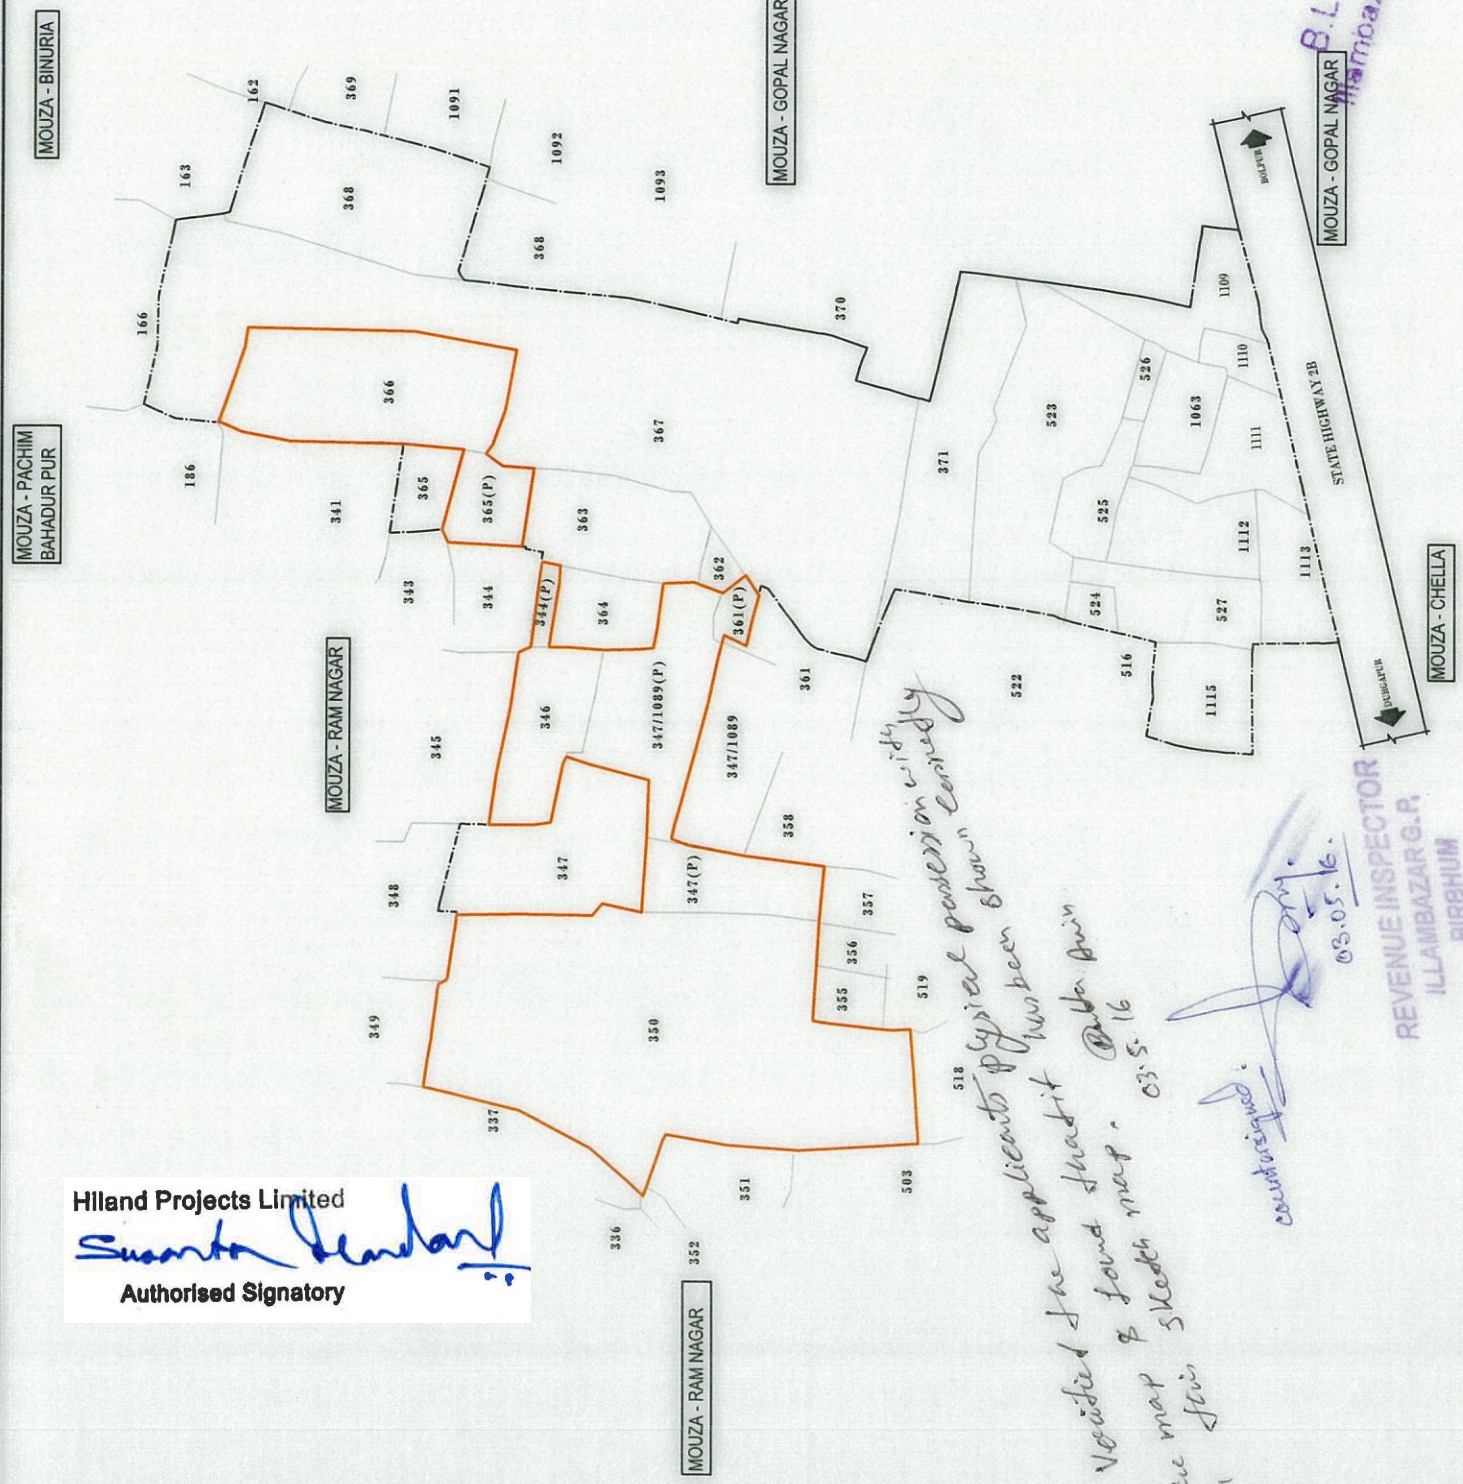 MOUZA - BINURIA
MOUZA - GOPAL NAGAR
B.L
MOUZA - GOPAL NAGAR
MOUZA - PACHIM
BAHADUR PUR
MOUZA - RAM NAGAR
MOUZA - CHELLA
MOUZA - RAM NAGAR
162
369
1091
1092
1093
163
368
368
166
370
1109
BOLPUR
186
366
367
371
523
526
1063
1110
1111
STATE HIGHWAY 2B
341
365
365(P)
363
362
525
1112
1113
343
344
344(P)
364
361(P)
524
527
345
346
347/1089(P)
347/1089
361
522
516
1115
DURGAPUR
348
347
347(P)
358
357
356
355
519
349
350
518
337
351
503
336
352
Hiland Projects Limited
Authorised Signatory
Verified the applicants physical possession with
map & found that it has been shown correctly
sketch map.
03.5.16
countersigned:
03.05.16.
REVENUE INSPECTOR
ILLAMBAZAR G.P.
BIRBHUM